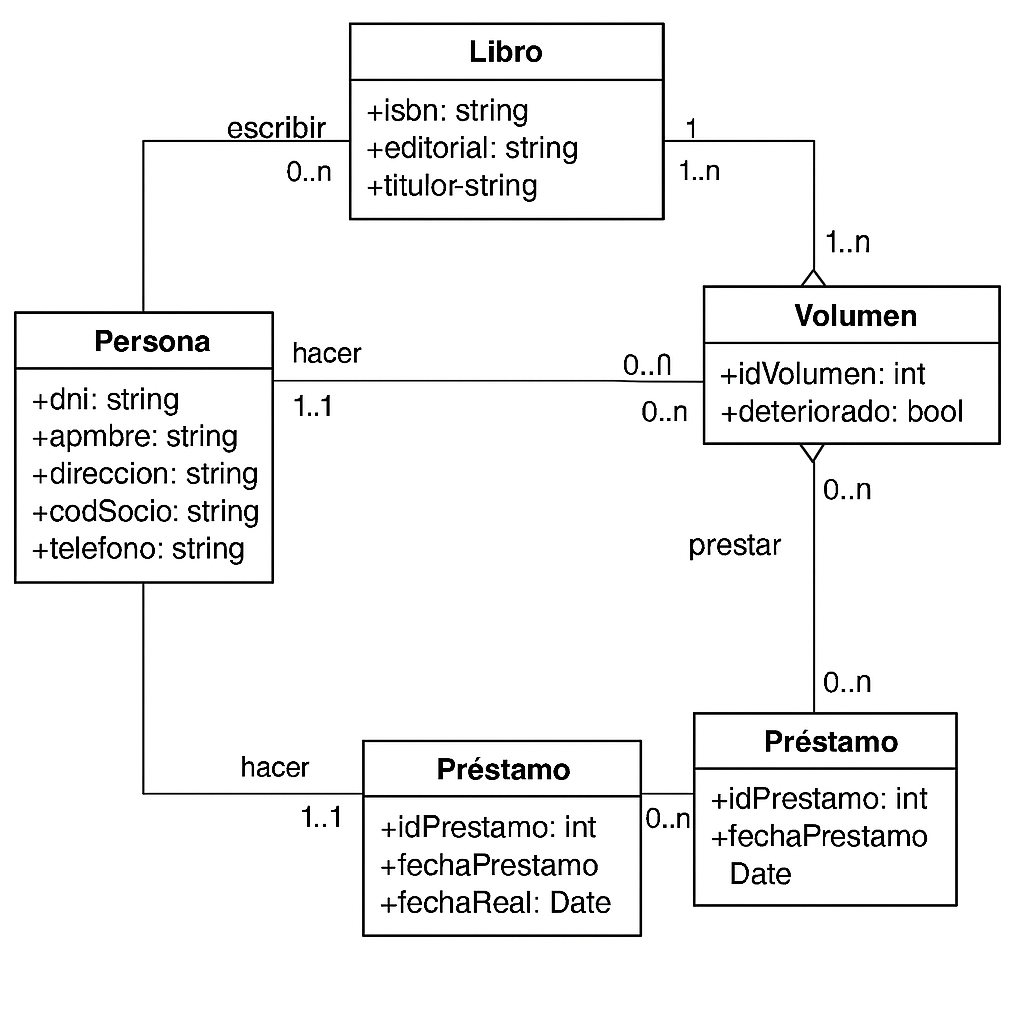 Libro
+isbn: string
+editorial: string
+titulor-string
escribir
0..n
1
1..n
1..n
Persona
+dni: string
+apmbre: string
+direccion: string
+codSocio: string
+telefono: string
hacer
1..1
0..n
0..n
Volumen
+idVolumen: int
+deteriorado: bool
0..n
prestar
0..n
hacer
1..1
Préstamo
+idPrestamo: int
+fechaPrestamo
+fechaReal: Date
0..n
Préstamo
+idPrestamo: int
+fechaPrestamo
Date